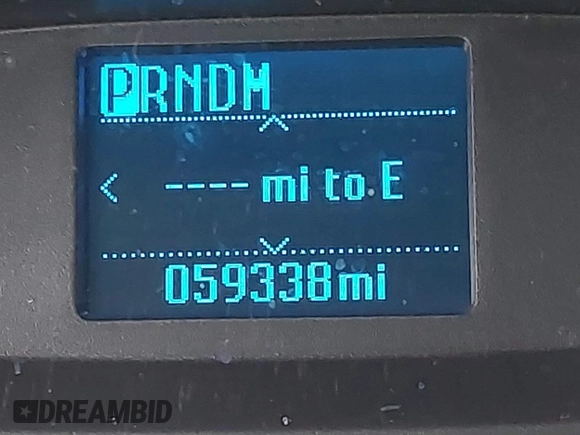 PRNDM
---- mi to E
059338mi
DREAMBID